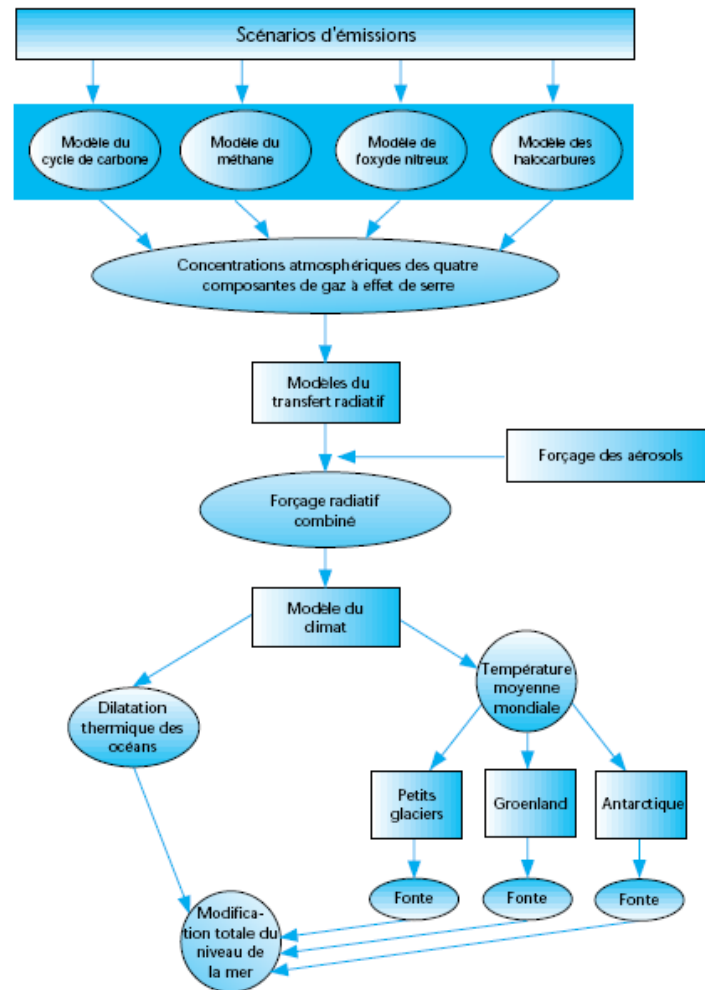 Scénarios d'émissions
Modèle du
cycle de carbone
Modèle du
méthane
Modèle de
l'oxyde nitreux
Modèle des
halocarbures
Concentrations atmosphériques des quatre
composantes de gaz à effet de serre
Modèles du
transfert radiatif
Forçage des aérosols
Forçage radiatif
combiné
Modèle du
climat
Température
moyenne
mondiale
Dilatation
thermique des
océans
Petits
glaciers
Groenland
Antarctique
Fonte
Fonte
Fonte
Modifica-
tion totale du
niveau de
la mer